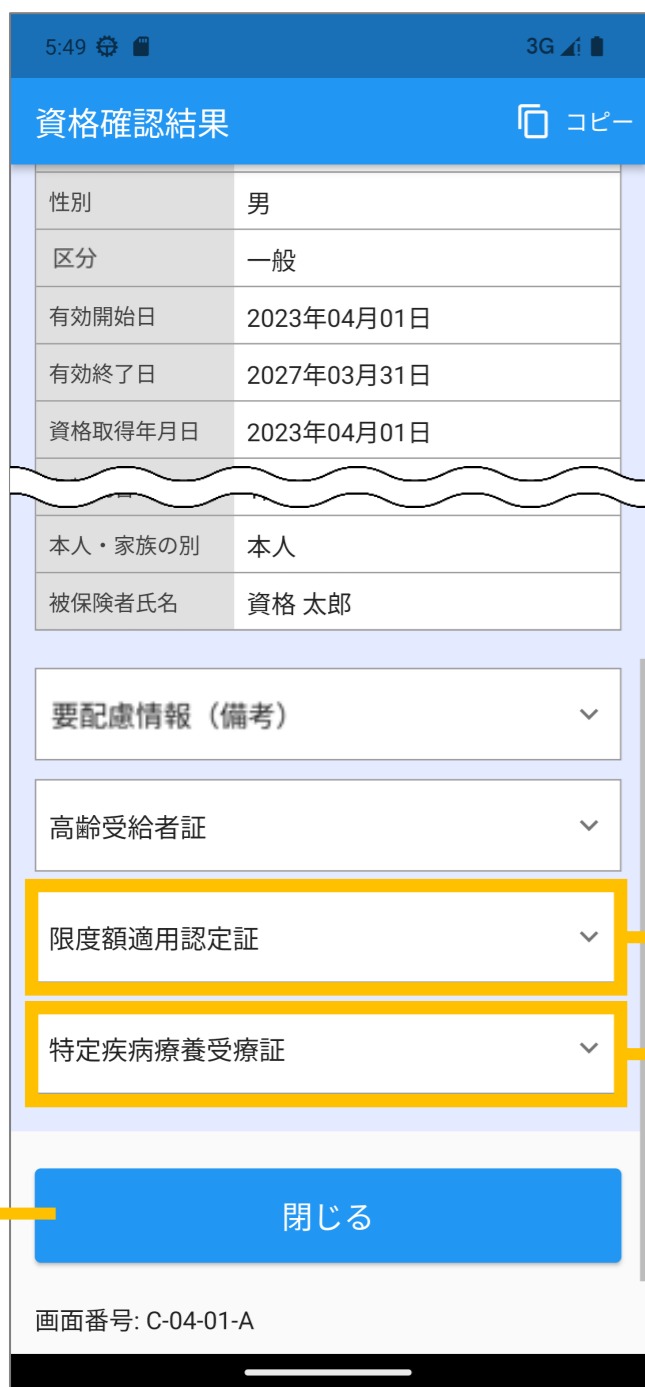 5:49 3G
資格確認結果 コピー
性別 男
区分 一般
有効開始日 2023年04月01日
有効終了日 2027年03月31日
資格取得年月日 2023年04月01日
本人・家族の別 本人
被保険者氏名 資格 太郎
要配慮情報（備考）
高齢受給者証
限度額適用認定証
特定疾病療養受療証
閉じる
画面番号: C-04-01-A